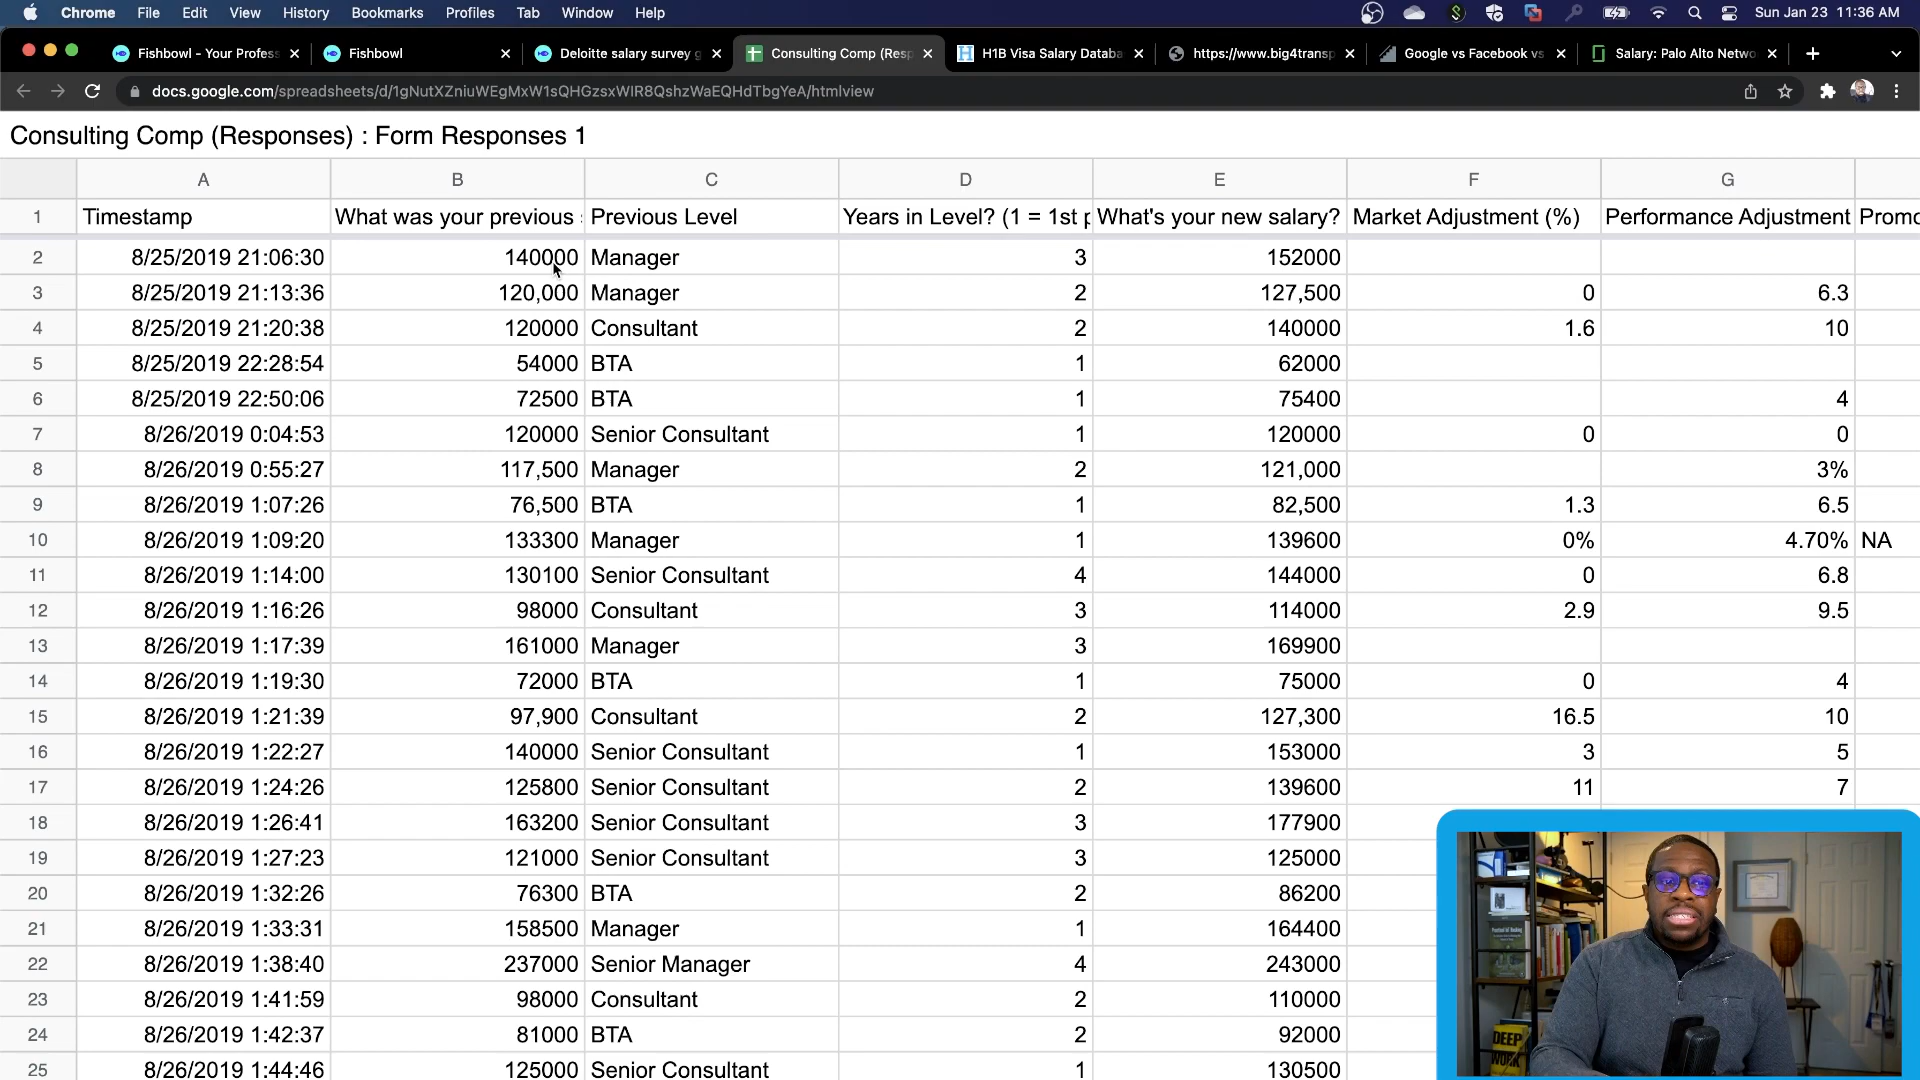 Chrome File Edit View History Bookmarks Profiles Tab Window Help Sun Jan 23 11:36 AM
Fishbowl - Your Profess Fishbowl Deloitte salary survey g Consulting Comp (Resp H1B Visa Salary Databa https://www.big4transp Google vs Facebook vs Salary: Palo Alto Netwo
docs.google.com/spreadsheets/d/1gNutXZniuWEgMxW1sQHGzsxWIR8QshzWaEQHdTbgYeA/htmlview
Consulting Comp (Responses) : Form Responses 1
A B C D E F G
1 Timestamp What was your previous s Previous Level Years in Level? (1 = 1st p What's your new salary? Market Adjustment (%) Performance Adjustment Promo
2 8/25/2019 21:06:30 140000 Manager 3 152000
3 8/25/2019 21:13:36 120,000 Manager 2 127,500 0 6.3
4 8/25/2019 21:20:38 120000 Consultant 2 140000 1.6 10
5 8/25/2019 22:28:54 54000 BTA 1 62000
6 8/25/2019 22:50:06 72500 BTA 1 75400 4
7 8/26/2019 0:04:53 120000 Senior Consultant 1 120000 0 0
8 8/26/2019 0:55:27 117,500 Manager 2 121,000 3%
9 8/26/2019 1:07:26 76,500 BTA 1 82,500 1.3 6.5
10 8/26/2019 1:09:20 133300 Manager 1 139600 0% 4.70% NA
11 8/26/2019 1:14:00 130100 Senior Consultant 4 144000 0 6.8
12 8/26/2019 1:16:26 98000 Consultant 3 114000 2.9 9.5
13 8/26/2019 1:17:39 161000 Manager 3 169900
14 8/26/2019 1:19:30 72000 BTA 1 75000 0 4
15 8/26/2019 1:21:39 97,900 Consultant 2 127,300 16.5 10
16 8/26/2019 1:22:27 140000 Senior Consultant 1 153000 3 5
17 8/26/2019 1:24:26 125800 Senior Consultant 2 139600 11 7
18 8/26/2019 1:26:41 163200 Senior Consultant 3 177900
19 8/26/2019 1:27:23 121000 Senior Consultant 3 125000
20 8/26/2019 1:32:26 76300 BTA 2 86200
21 8/26/2019 1:33:31 158500 Manager 1 164400
22 8/26/2019 1:38:40 237000 Senior Manager 4 243000
23 8/26/2019 1:41:59 98000 Consultant 2 110000
24 8/26/2019 1:42:37 81000 BTA 2 92000
25 8/26/2019 1:44:46 125000 Senior Consultant 1 130500
DEEP
WORK